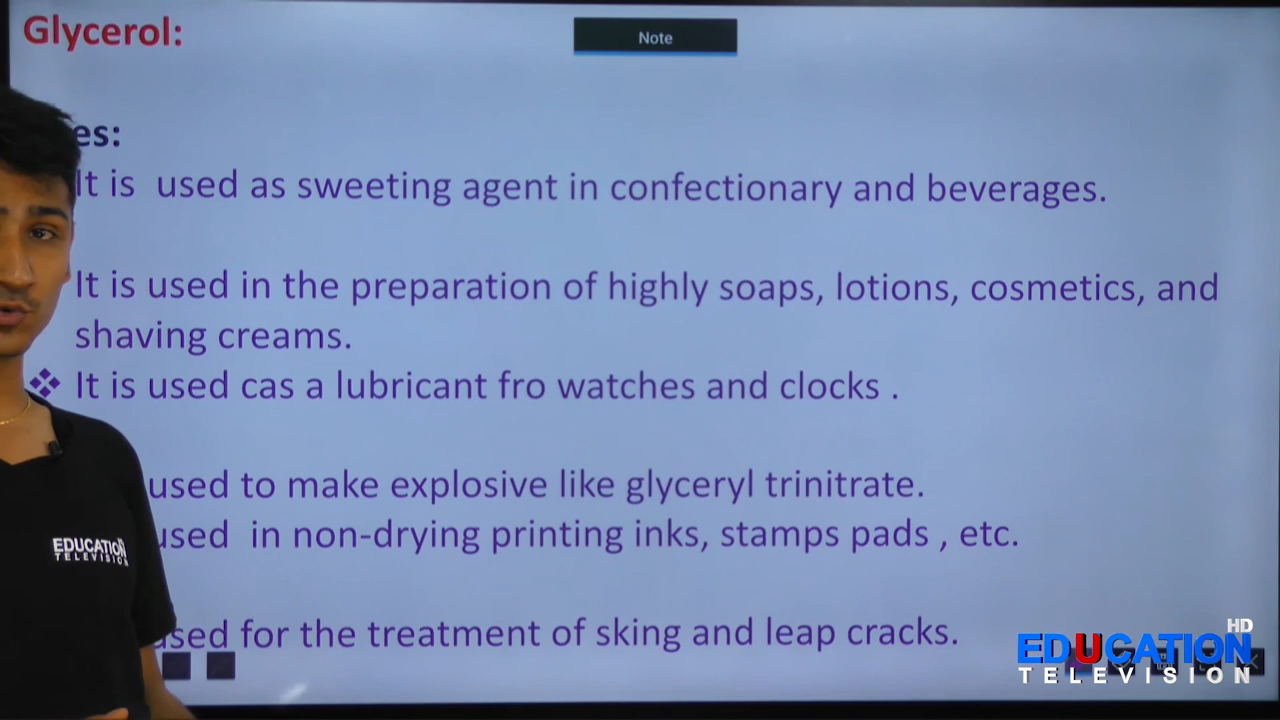 Glycerol:
Note
es:
It is used as sweeting agent in confectionary and beverages.
It is used in the preparation of highly soaps, lotions, cosmetics, and
shaving creams.
❖ It is used cas a lubricant fro watches and clocks .
used to make explosive like glyceryl trinitrate.
used in non-drying printing inks, stamps pads , etc.
used for the treatment of sking and leap cracks.
EDUCATION
TELEVISION
HD
EDUCATION
TELEVISION